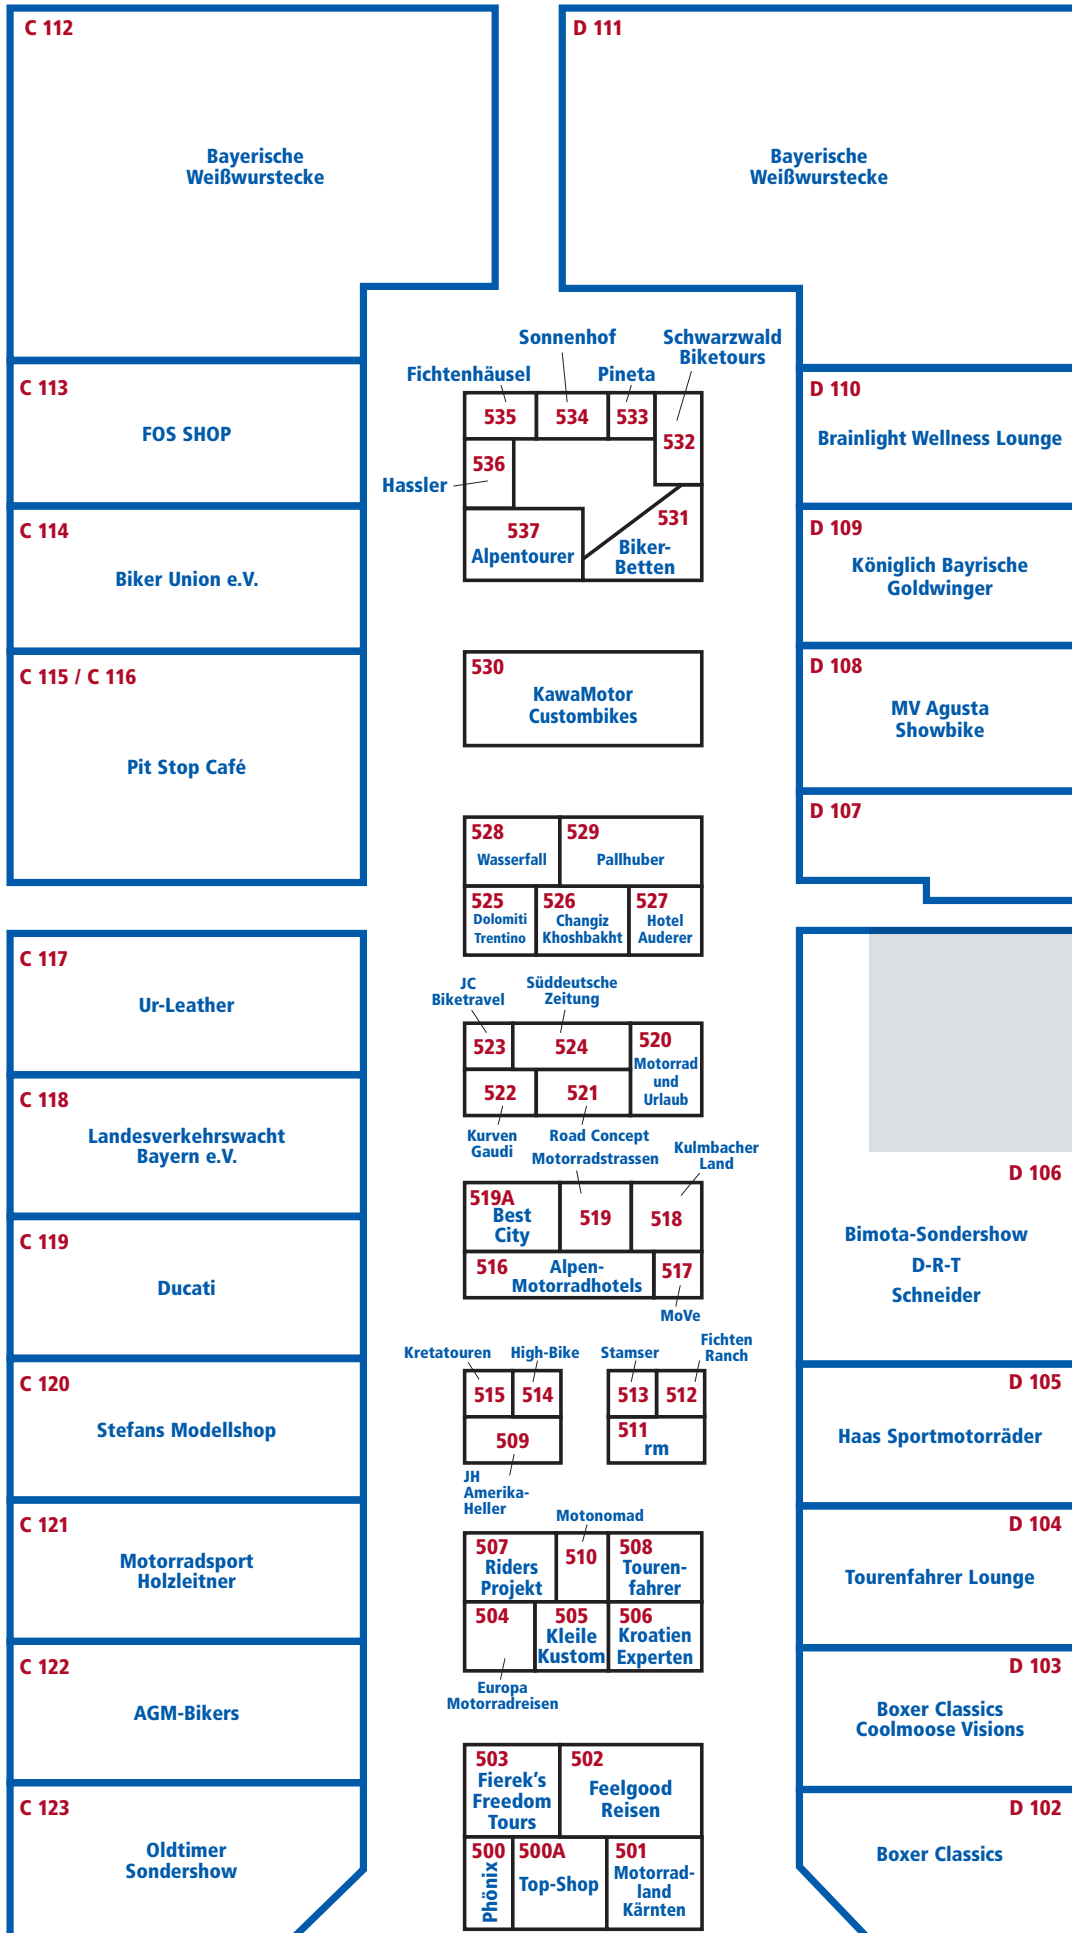 C 112
Bayerische
Weißwurstecke
D 111
Bayerische
Weißwurstecke
C 113
FOS SHOP
C 114
Biker Union e.V.
C 115 / C 116
Pit Stop Café
C 117
Ur-Leather
C 118
Landesverkehrswacht
Bayern e.V.
C 119
Ducati
C 120
Stefans Modellshop
C 121
Motorradsport
Holzleitner
C 122
AGM-Bikers
C 123
Oldtimer
Sondershow
Sonnenhof
Schwarzwald
Biketours
Fichtenhäusel
Pineta
535
534
533
532
536
Hassler
537
Alpentourer
531
Biker-
Betten
530
KawaMotor
Custombikes
528
Wasserfall
529
Pallhuber
525
Dolomiti
Trentino
526
Changiz
Khoshbakht
527
Hotel
Auderer
JC
Biketravel
Süddeutsche
Zeitung
523
524
520
Motorrad
und
Urlaub
522
521
Kurven
Gaudi
Road Concept
Motorradstrassen
Kulmbacher
Land
519A
Best
City
519
518
516
Alpen-
Motorradhotels
517
MoVe
Kretatouren
High-Bike
Stamser
Fichten
Ranch
515
514
513
512
509
511
rm
JH
Amerika-
Heller
Motonomad
507
Riders
Projekt
510
508
Touren-
fahrer
504
505
Kleile
Kustom
506
Kroatien
Experten
Europa
Motorradreisen
503
Fierek's
Freedom
Tours
502
Feelgood
Reisen
500
Phönix
500A
Top-Shop
501
Motorrad-
land
Kärnten
D 110
Brainlight Wellness Lounge
D 109
Königlich Bayrische
Goldwinger
D 108
MV Agusta
Showbike
D 107
D 106
Bimota-Sondershow
D-R-T
Schneider
D 105
Haas Sportmotorräder
D 104
Tourenfahrer Lounge
D 103
Boxer Classics
Coolmoose Visions
D 102
Boxer Classics